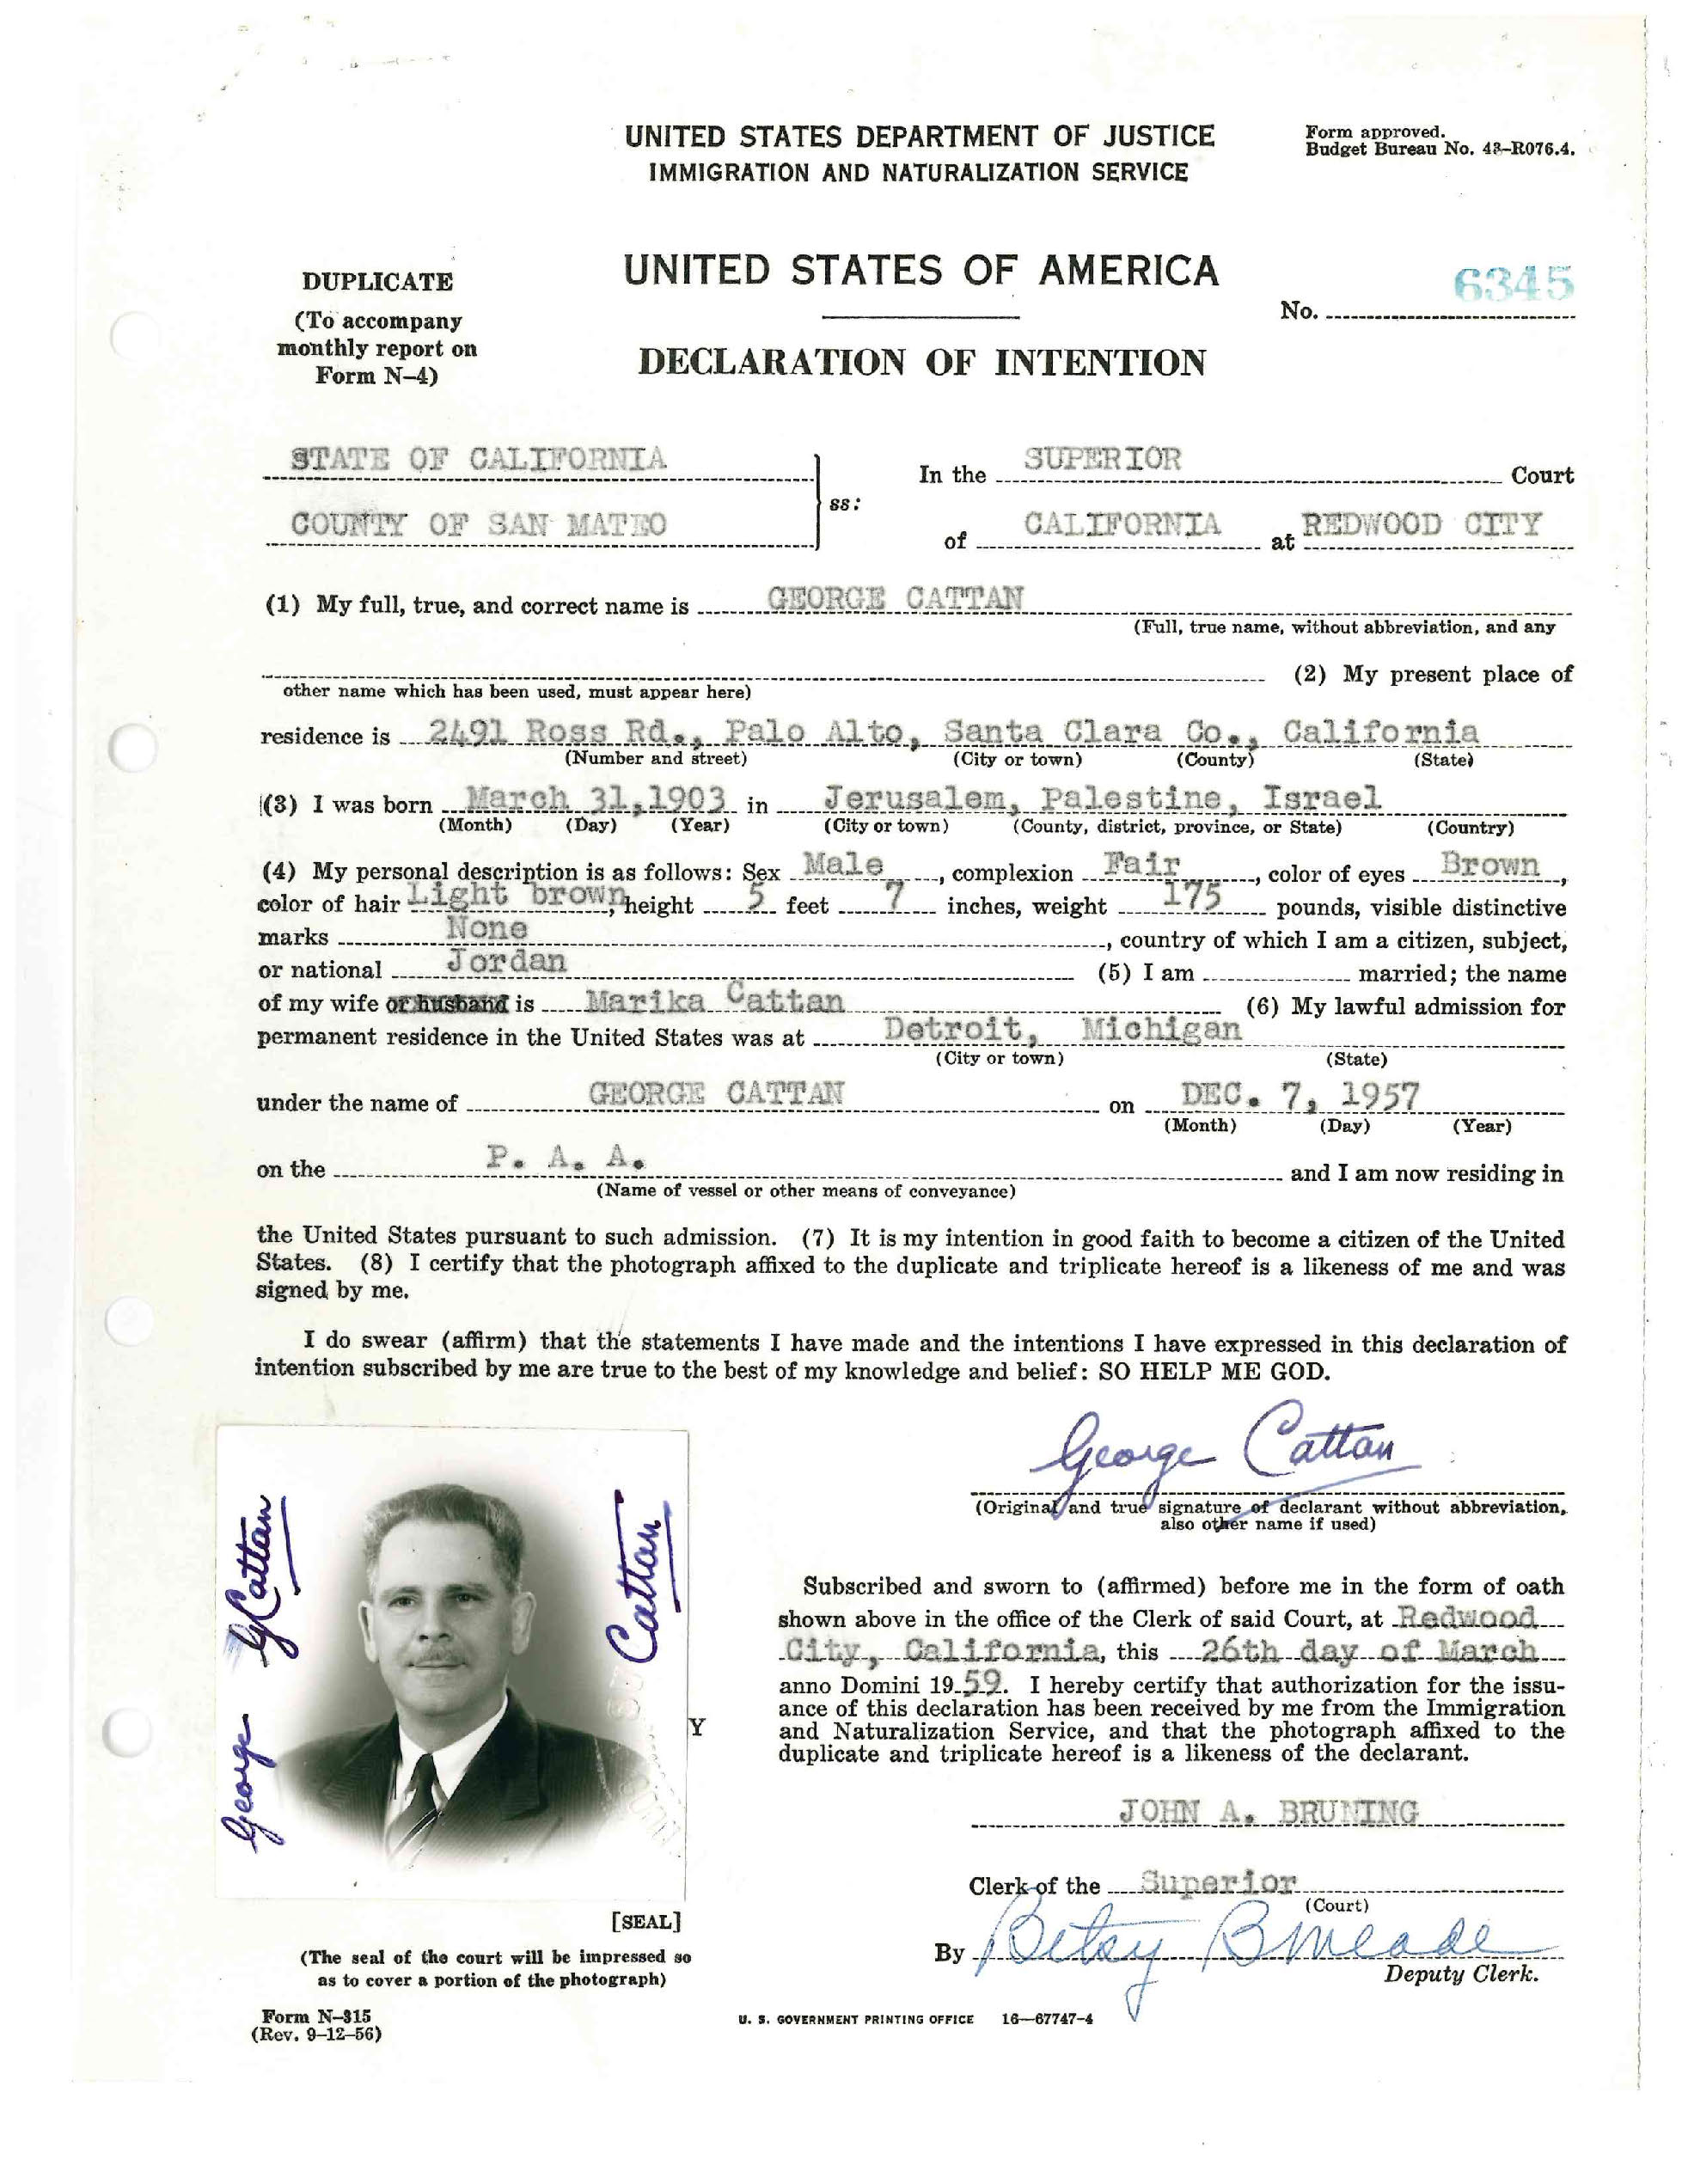 UNITED STATES DEPARTMENT OF JUSTICE
IMMIGRATION AND NATURALIZATION SERVICE
Form approved.
Budget Bureau No. 43–R076.4.
DUPLICATE
(To accompany
monthly report on
Form N–4)
UNITED STATES OF AMERICA
DECLARATION OF INTENTION
No. 6345
STATE OF CALIFORNIA
COUNTY OF SAN MATEO
ss:
In the SUPERIOR Court
of CALIFORNIA at REDWOOD CITY
(1) My full, true, and correct name is GEORGE CATTAN
(Full, true name, without abbreviation, and any
(2) My present place of
other name which has been used, must appear here)
residence is 2491 Ross Rd., Palo Alto, Santa Clara Co., California
(Number and street) (City or town) (County) (State)
(3) I was born March 31, 1903 in Jerusalem, Palestine, Israel
(Month) (Day) (Year) (City or town) (County, district, province, or State) (Country)
(4) My personal description is as follows: Sex Male, complexion Fair, color of eyes Brown,
color of hair Light brown, height 5 feet 7 inches, weight 175 pounds, visible distinctive
marks None, country of which I am a citizen, subject,
or national Jordan (5) I am married; the name
of my wife or husband is Marika Cattan (6) My lawful admission for
permanent residence in the United States was at Detroit, Michigan
(City or town) (State)
under the name of GEORGE CATTAN on DEC. 7, 1957
(Month) (Day) (Year)
on the P. A. A. and I am now residing in
(Name of vessel or other means of conveyance)
the United States pursuant to such admission. (7) It is my intention in good faith to become a citizen of the United
States. (8) I certify that the photograph affixed to the duplicate and triplicate hereof is a likeness of me and was
signed by me.
I do swear (affirm) that the statements I have made and the intentions I have expressed in this declaration of
intention subscribed by me are true to the best of my knowledge and belief: SO HELP ME GOD.
George Cattan
(Original and true signature of declarant without abbreviation,
also other name if used)
George GCattan
Cattan
Y
Subscribed and sworn to (affirmed) before me in the form of oath
shown above in the office of the Clerk of said Court, at Redwood
City, California, this 26th day of March
anno Domini 19 59. I hereby certify that authorization for the issu-
ance of this declaration has been received by me from the Immigration
and Naturalization Service, and that the photograph affixed to the
duplicate and triplicate hereof is a likeness of the declarant.
JOHN A. BRUNING
Clerk of the Superior
(Court)
By Betsy B Meade
Deputy Clerk.
[SEAL]
(The seal of the court will be impressed so
as to cover a portion of the photograph)
Form N–315
(Rev. 9–12–56)
U. S. GOVERNMENT PRINTING OFFICE 16—67747-4